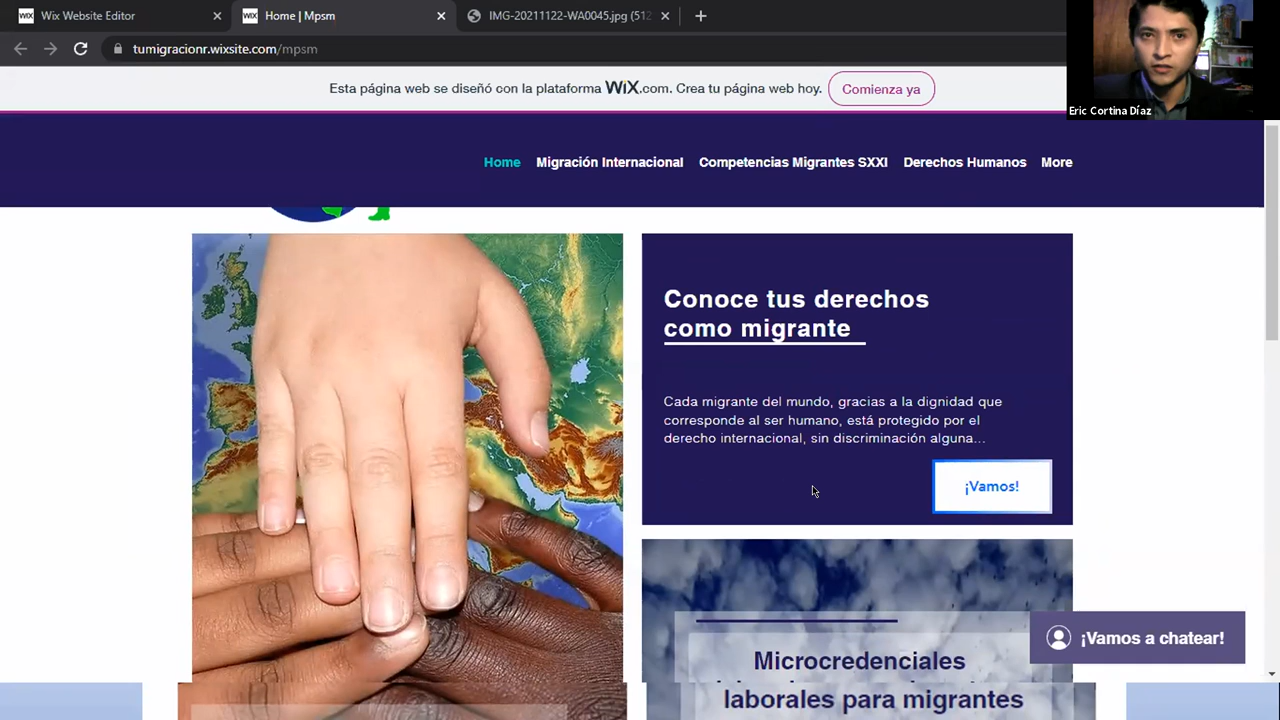 Wix Website Editor
Home | Mpsm
IMG-20211122-WA0045.jpg (512
tumigracionr.wixsite.com/mpsm
Eric Cortina Díaz
Esta página web se diseñó con la plataforma WiX.com. Crea tu página web hoy.
Comienza ya
Home
Migración Internacional
Competencias Migrantes SXXI
Derechos Humanos
More
Conoce tus derechos
como migrante
Cada migrante del mundo, gracias a la dignidad que
corresponde al ser humano, está protegido por el
derecho internacional, sin discriminación alguna...
¡Vamos!
¡Vamos a chatear!
Microcredenciales
laborales para migrantes